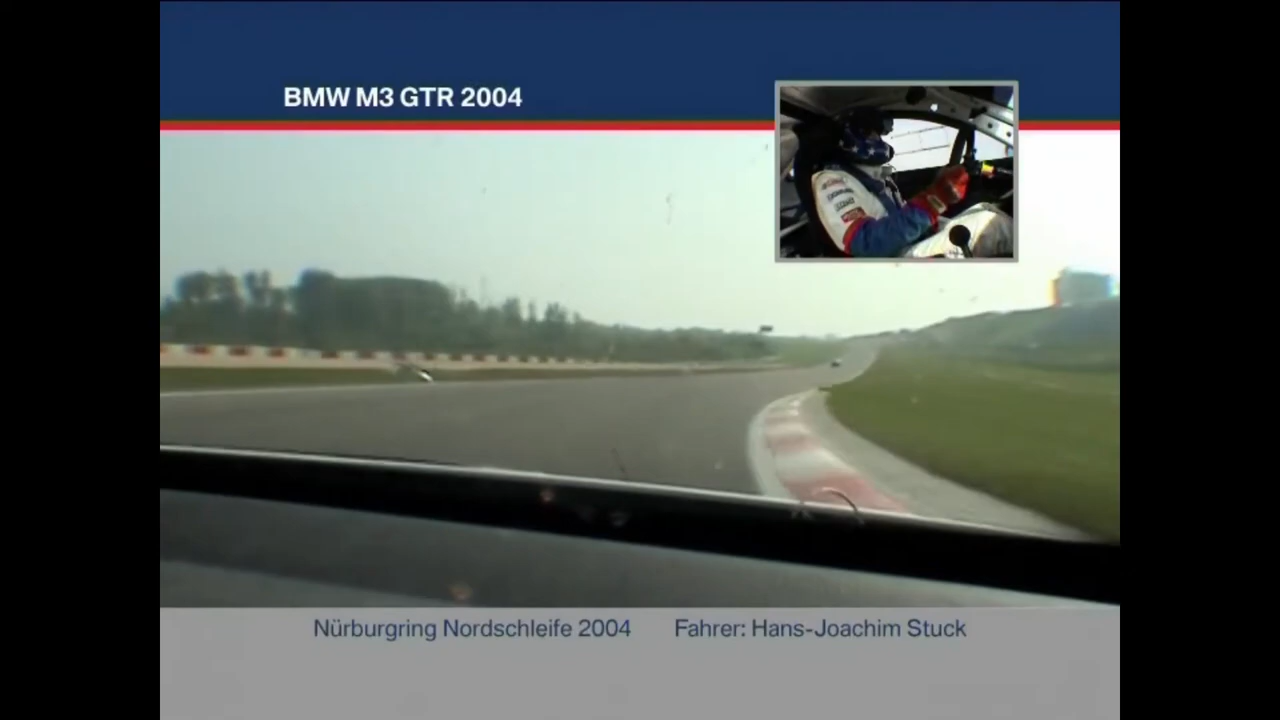 BMW M3 GTR 2004
Nürburgring Nordschleife 2004 Fahrer: Hans-Joachim Stuck